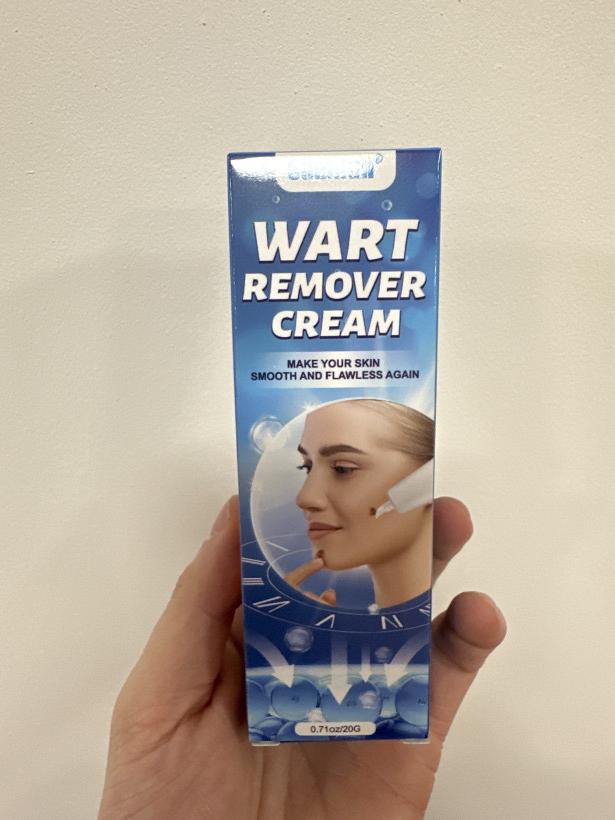 WART
REMOVER
CREAM
MAKE YOUR SKIN
SMOOTH AND FLAWLESS AGAIN
0.71oz/20G